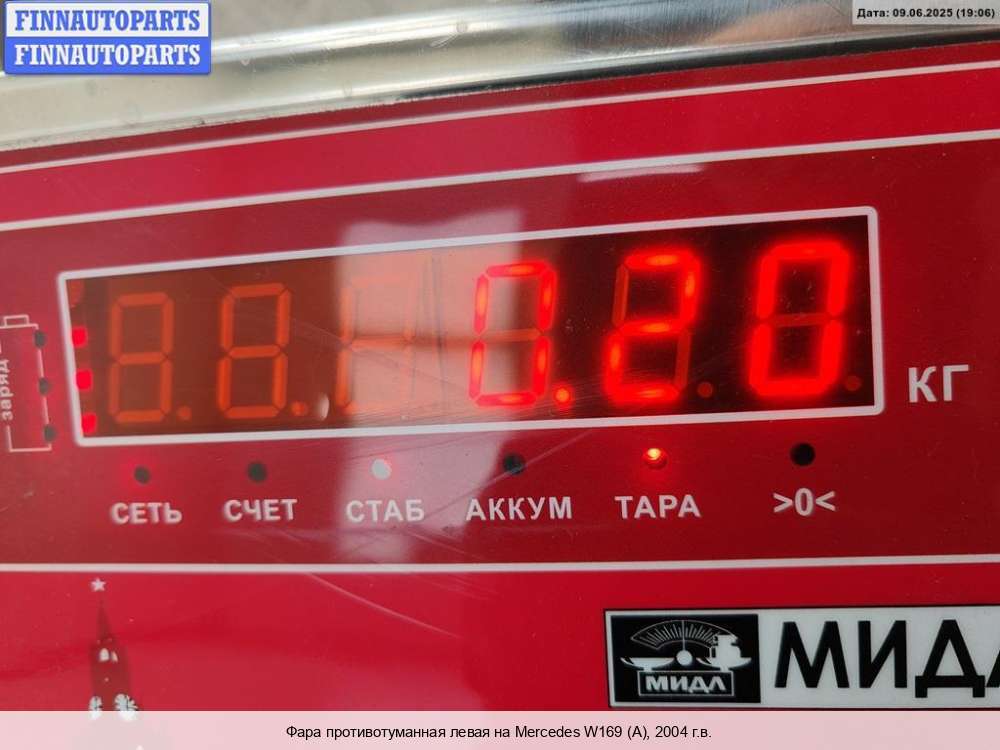 FINNAUTOPARTS
FINNAUTOPARTS
Дата: 09.06.2025 (19:06)
0.20
КГ
заряд
СЕТЬ СЧЕТ СТАБ АККУМ ТАРА >0<
МИДЛ
МИДЛ
Фара противотуманная левая на Mercedes W169 (A), 2004 г.в.